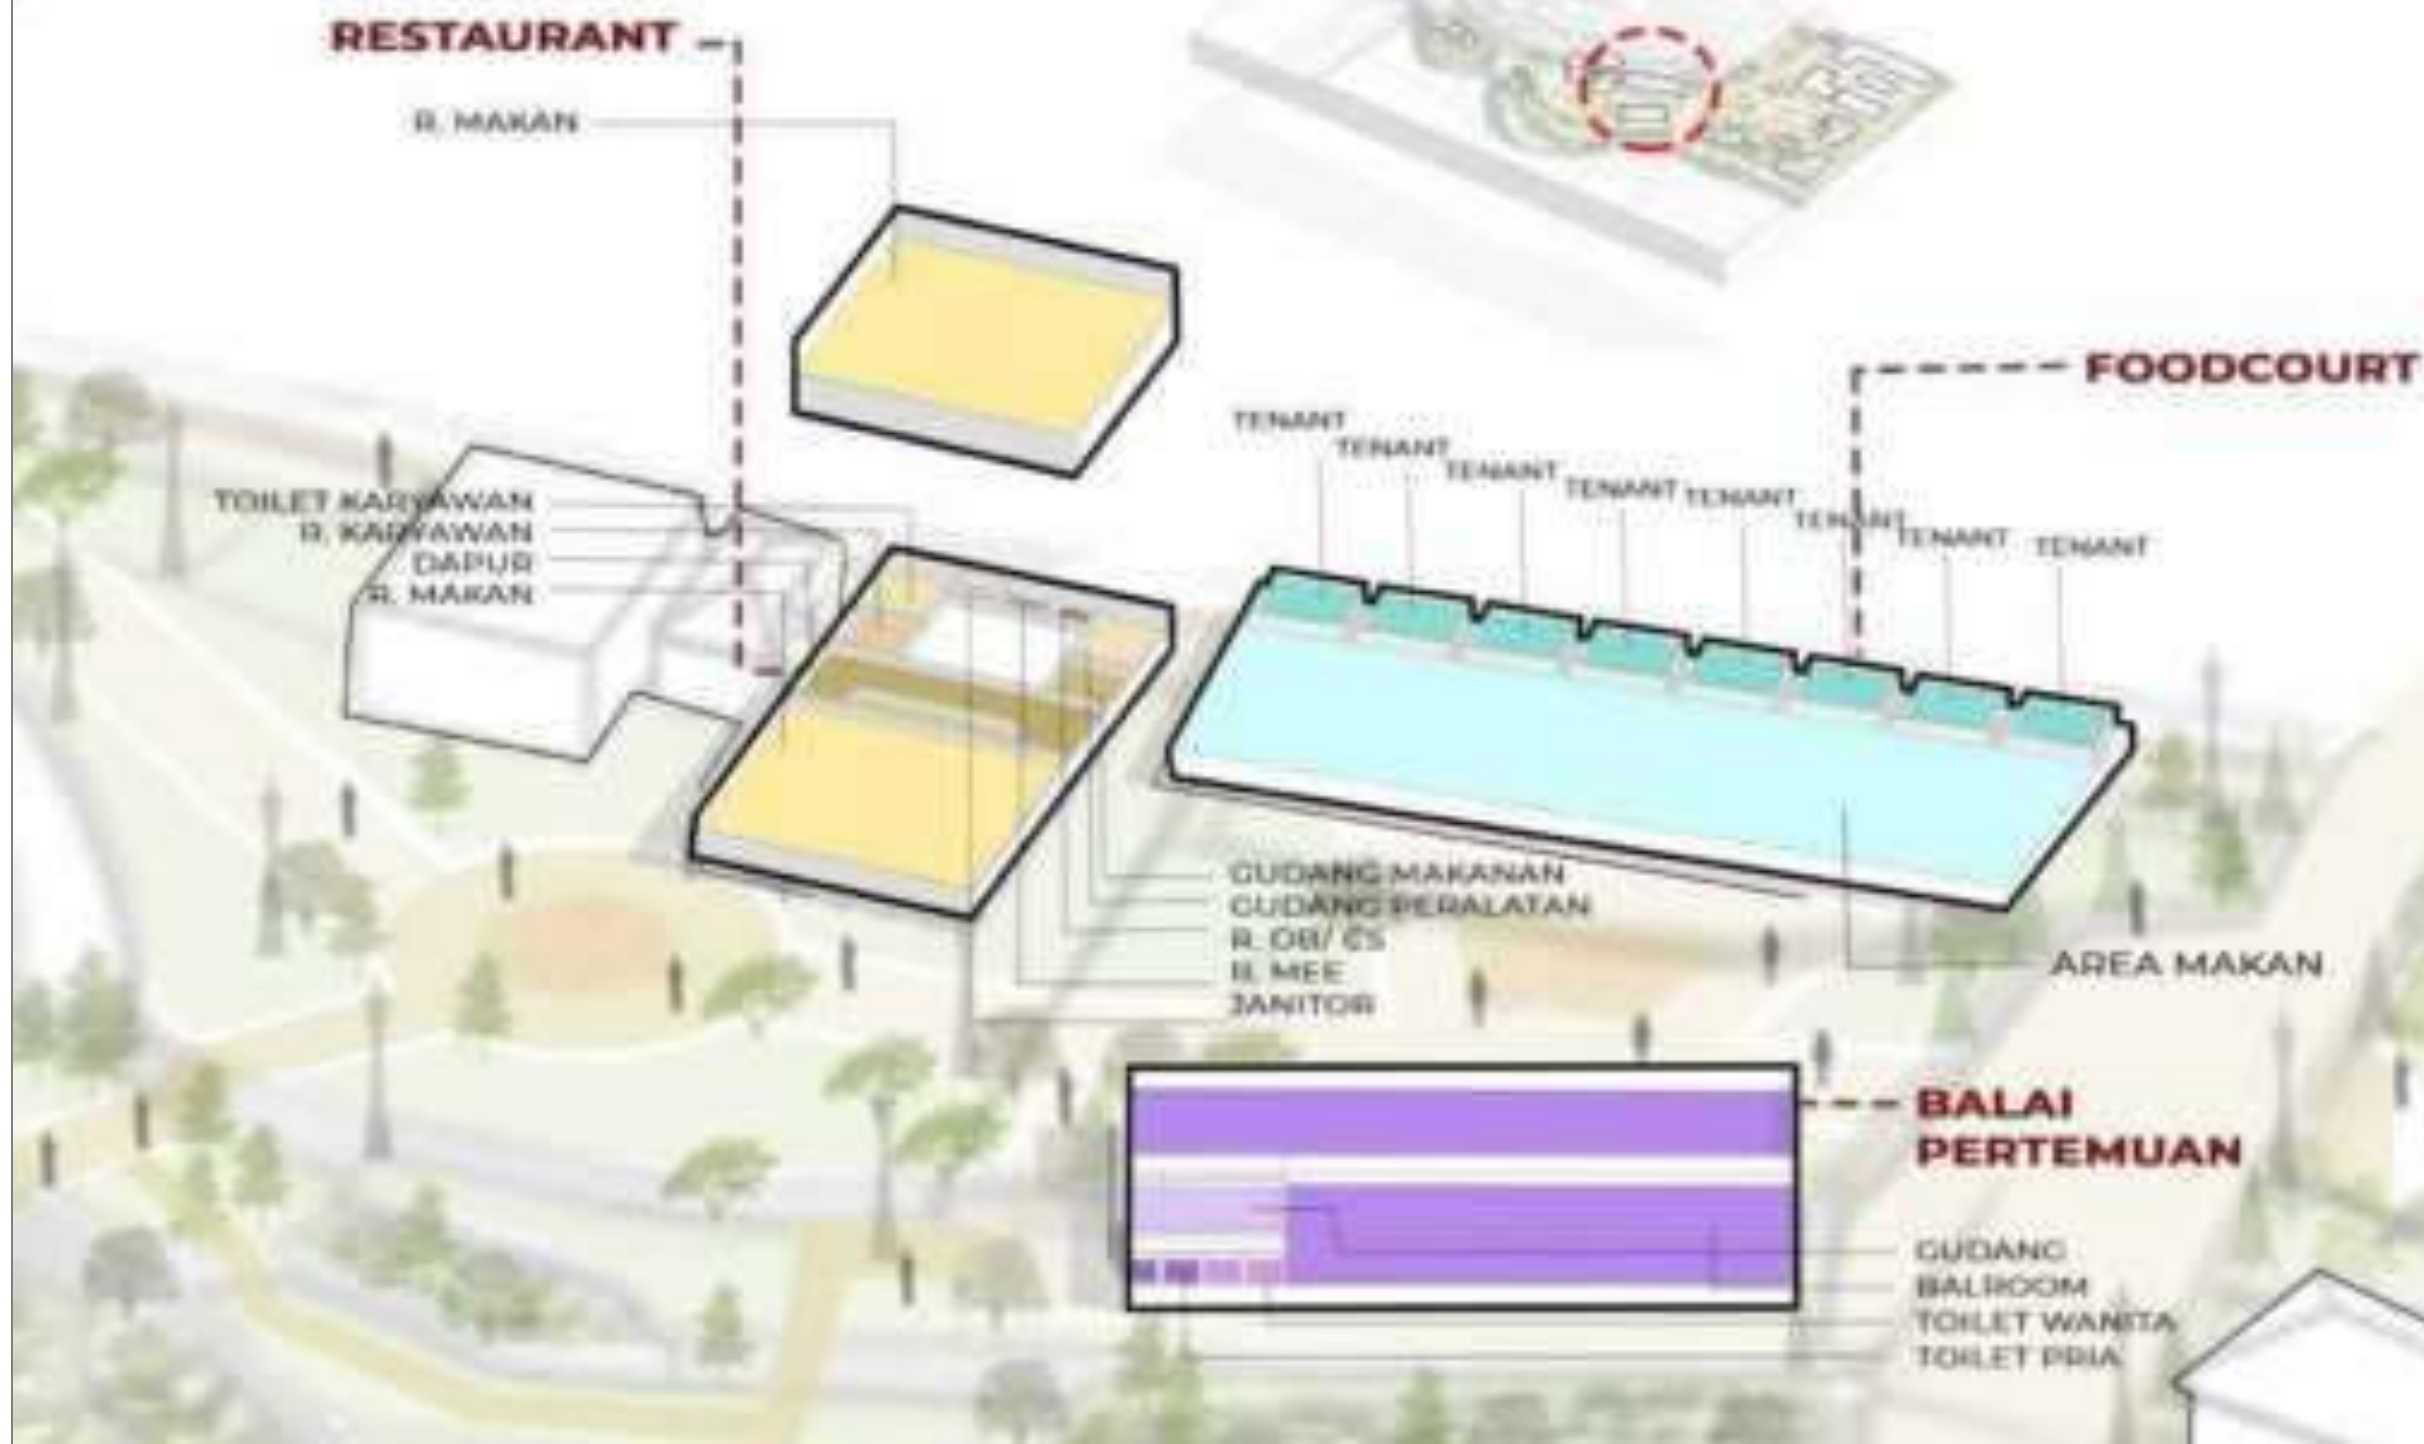 RESTAURANT
R. MAKAN
FOODCOURT
TENANT
TENANT
TENANT
TENANT
TENANT
TENANT
TENANT
TENANT
TOILET KARYAWAN
R. KARYAWAN
DAPUR
R. MAKAN
GUDANG MAKANAN
GUDANG PERALATAN
R. OB/ CS
R. MEE
JANITOR
AREA MAKAN
BALAI
PERTEMUAN
GUDANG
BALROOM
TOILET WANITA
TOILET PRIA